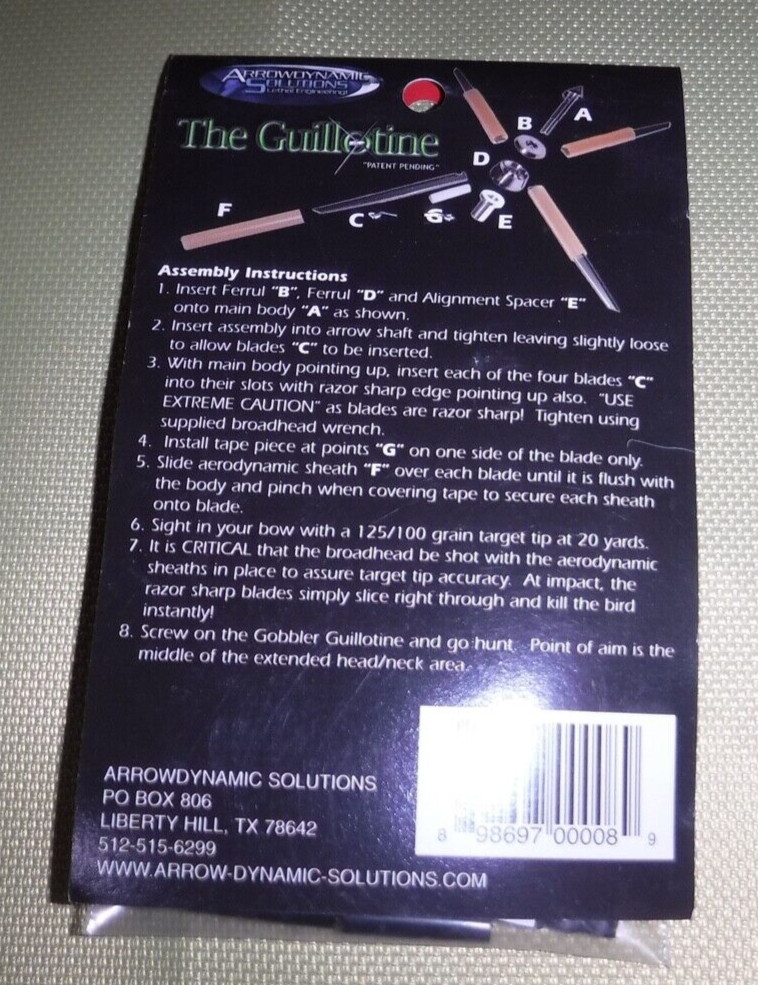 ARROWDYNAMIC
SOLUTIONS
Lethal Engineering!
The Guillotine
"PATENT PENDING"
A
B
D
F
C
G
E
Assembly Instructions
1. Insert Ferrul "B", Ferrul "D" and Alignment Spacer "E"
onto main body "A" as shown.
2. Insert assembly into arrow shaft and tighten leaving slightly loose
to allow blades "C" to be inserted.
3. With main body pointing up, insert each of the four blades "C"
into their slots with razor sharp edge pointing up also. "USE
EXTREME CAUTION" as blades are razor sharp! Tighten using
supplied broadhead wrench.
4. Install tape piece at points "G" on one side of the blade only.
5. Slide aerodynamic sheath "F" over each blade until it is flush with
the body and pinch when covering tape to secure each sheath
onto blade.
6. Sight in your bow with a 125/100 grain target tip at 20 yards.
7. It is CRITICAL that the broadhead be shot with the aerodynamic
sheaths in place to assure target tip accuracy. At impact, the
razor sharp blades simply slice right through and kill the bird
instantly!
8. Screw on the Gobbler Guillotine and go hunt. Point of aim is the
middle of the extended head/neck area.
ARROWDYNAMIC SOLUTIONS
PO BOX 806
LIBERTY HILL, TX 78642
512-515-6299
WWW.ARROW-DYNAMIC-SOLUTIONS.COM
8 98697 00008 9